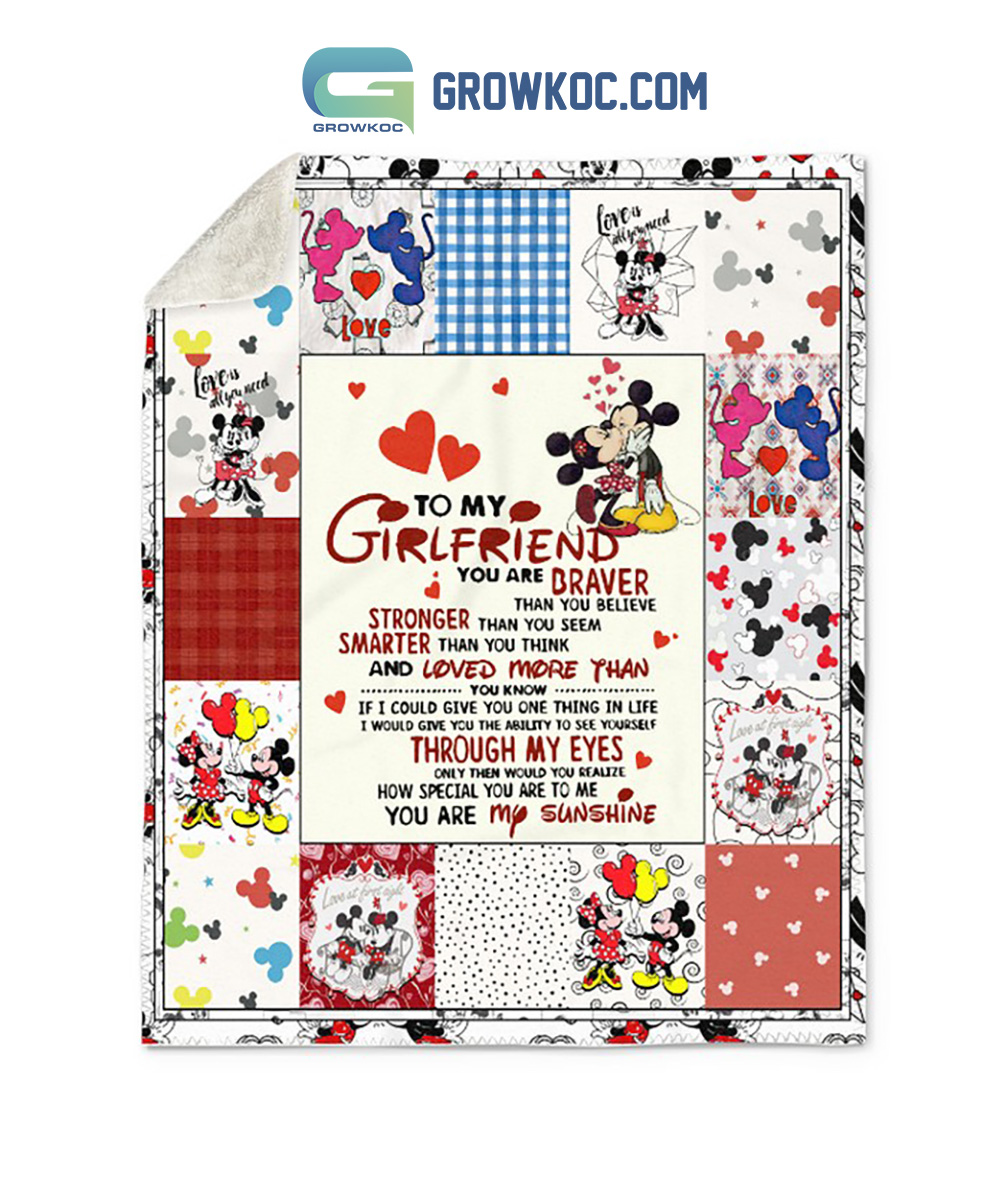 GROWKOC
GROWKOC.COM
Love is
all you need
Love
Love is
all you need
Love
TO MY
GIRLFRIEND
YOU ARE BRAVER
THAN YOU BELIEVE
STRONGER THAN YOU SEEM
SMARTER THAN YOU THINK
AND LOVED MORE THAN
YOU KNOW
IF I COULD GIVE YOU ONE THING IN LIFE
I WOULD GIVE YOU THE ABILITY TO SEE YOURSELF
THROUGH MY EYES
ONLY THEN WOULD YOU REALIZE
HOW SPECIAL YOU ARE TO ME
YOU ARE my SUNSHINE
Love at first sight
Love at first sight